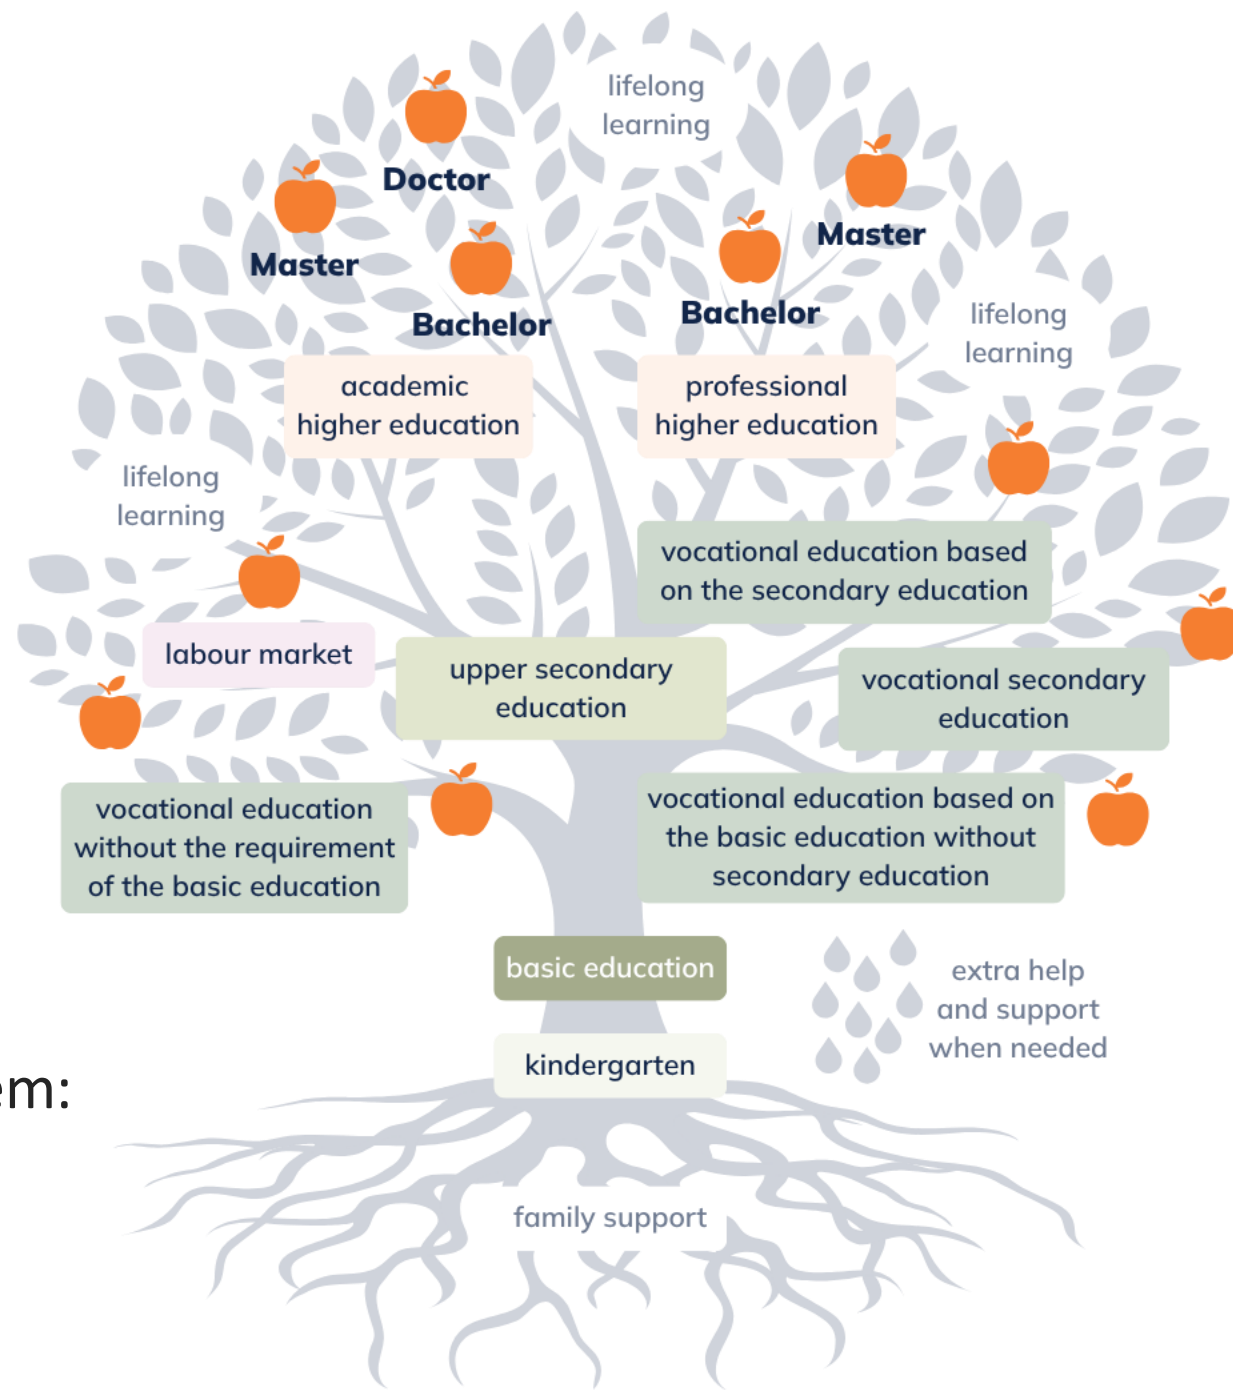 lifelong
learning
Doctor
Master
Master
Bachelor
Bachelor
lifelong
learning
academic
higher education
professional
higher education
lifelong
learning
vocational education based
on the secondary education
labour market
upper secondary
education
vocational secondary
education
vocational education
without the requirement
of the basic education
vocational education based on
the basic education without
secondary education
basic education
extra help
and support
when needed
kindergarten
em:
family support